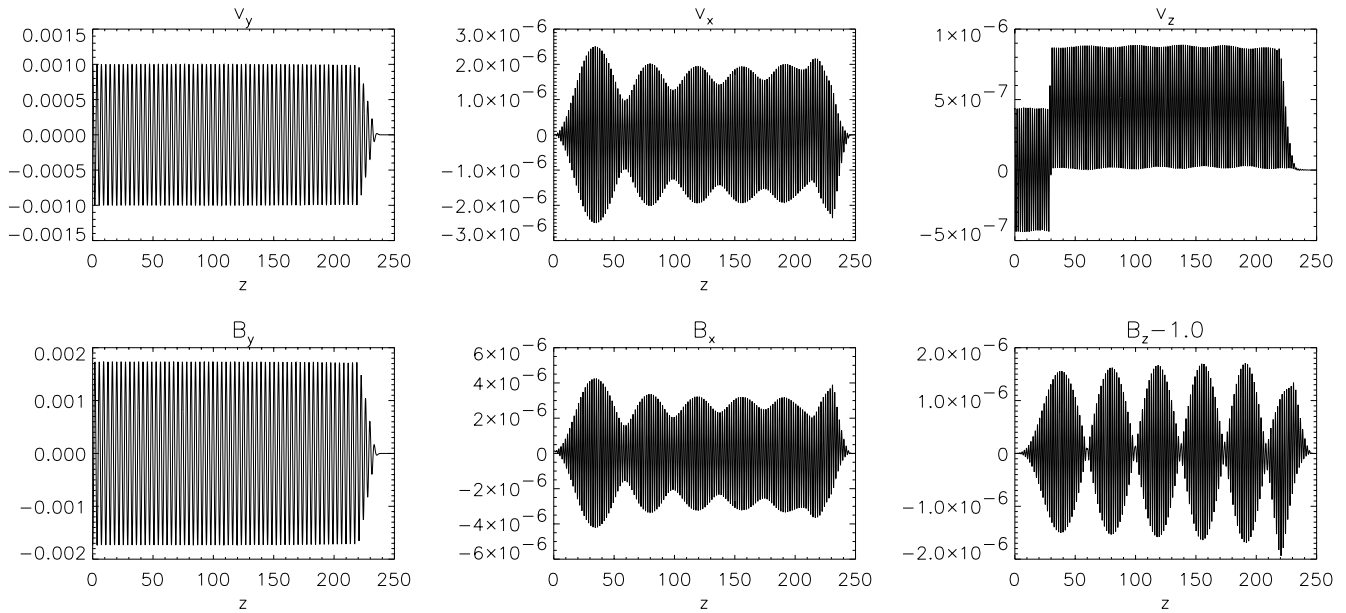 v_y
0.0015
0.0010
0.0005
0.0000
−0.0005
−0.0010
−0.0015
0 50 100 150 200 250
z
v_x
3.0×10^−6
2.0×10^−6
1.0×10^−6
0
−1.0×10^−6
−2.0×10^−6
−3.0×10^−6
0 50 100 150 200 250
z
v_z
1×10^−6
5×10^−7
0
−5×10^−7
0 50 100 150 200 250
z
B_y
0.002
0.001
0.000
−0.001
−0.002
0 50 100 150 200 250
z
B_x
6×10^−6
4×10^−6
2×10^−6
0
−2×10^−6
−4×10^−6
−6×10^−6
0 50 100 150 200 250
z
B_z−1.0
2.0×10^−6
1.0×10^−6
0
−1.0×10^−6
−2.0×10^−6
0 50 100 150 200 250
z